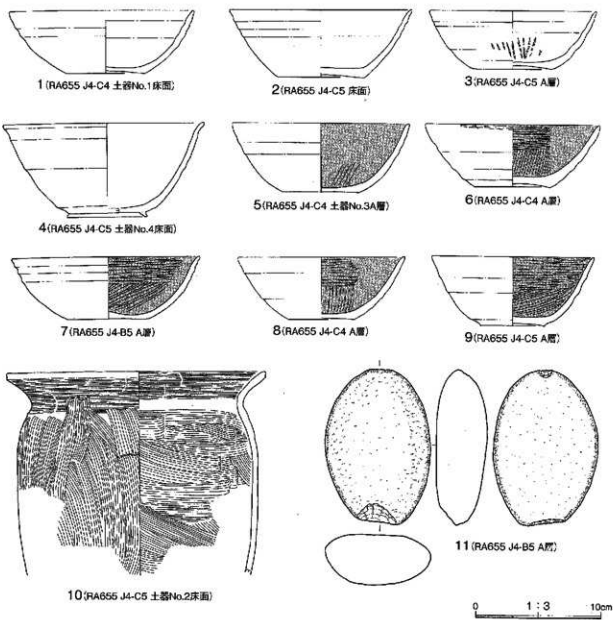 1(RA655 J4-C4 土器No.1床面)
2(RA655 J4-C5 床面)
3(RA655 J4-C5 A層)
4(RA655 J4-C5 土器No.4床面)
5(RA655 J4-C4 土器No.3A層)
6(RA655 J4-C4 A層)
7(RA655 J4-B5 A層)
8(RA655 J4-C4 A層)
9(RA655 J4-C5 A層)
10(RA655 J4-C5 土器No.2床面)
11(RA655 J4-B5 A層)
0 1:3 10cm